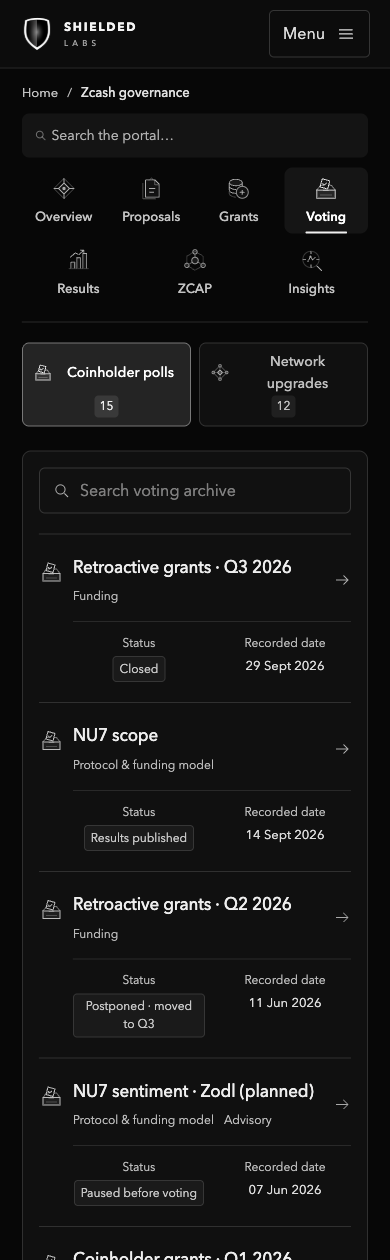 SHIELDED
LABS
Menu
Home / Zcash governance
Search the portal...
Overview
Proposals
Grants
Voting
Results
ZCAP
Insights
Coinholder polls
15
Network
upgrades
12
Search voting archive
Retroactive grants · Q3 2026
Funding
Status
Recorded date
Closed
29 Sept 2026
NU7 scope
Protocol & funding model
Status
Recorded date
Results published
14 Sept 2026
Retroactive grants · Q2 2026
Funding
Status
Recorded date
Postponed · moved
to Q3
11 Jun 2026
NU7 sentiment · Zodl (planned)
Protocol & funding model Advisory
Status
Recorded date
Paused before voting
07 Jun 2026
Coinholder grants · Q1 2026